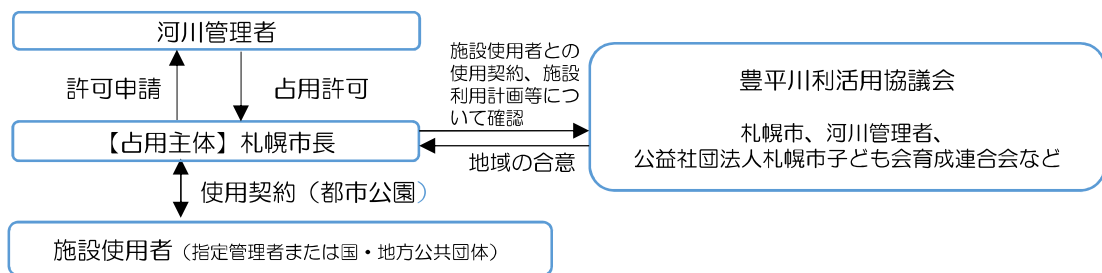 河川管理者
許可申請
占用許可
施設使用者との
使用契約、施設
利用計画等につ
いて確認
豊平川利活用協議会
【占用主体】札幌市長
札幌市、河川管理者、
公益社団法人札幌市子ども会育成連合会など
地域の合意
使用契約（都市公園）
施設使用者（指定管理者または国・地方公共団体）